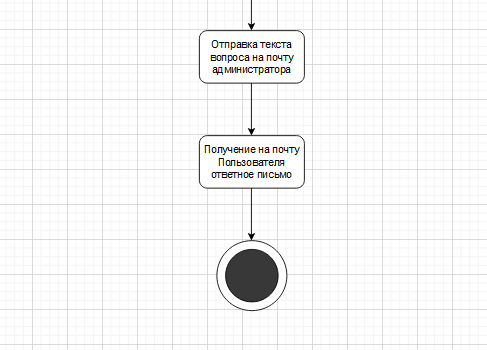 Отправка текста
вопроса на почту
администратора
Получение на почту
Пользователя
ответное письмо